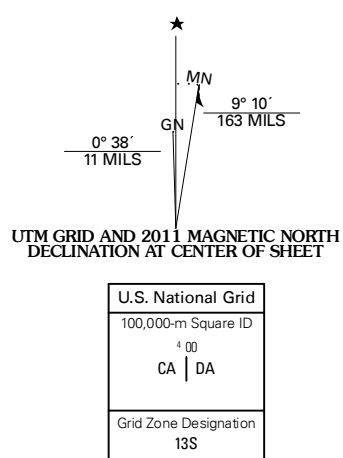 ★
MN
GN
9° 10´
163 MILS
0° 38´
11 MILS
UTM GRID AND 2011 MAGNETIC NORTH
DECLINATION AT CENTER OF SHEET
U.S. National Grid
100,000-m Square ID
4 00
CA DA
Grid Zone Designation
13S